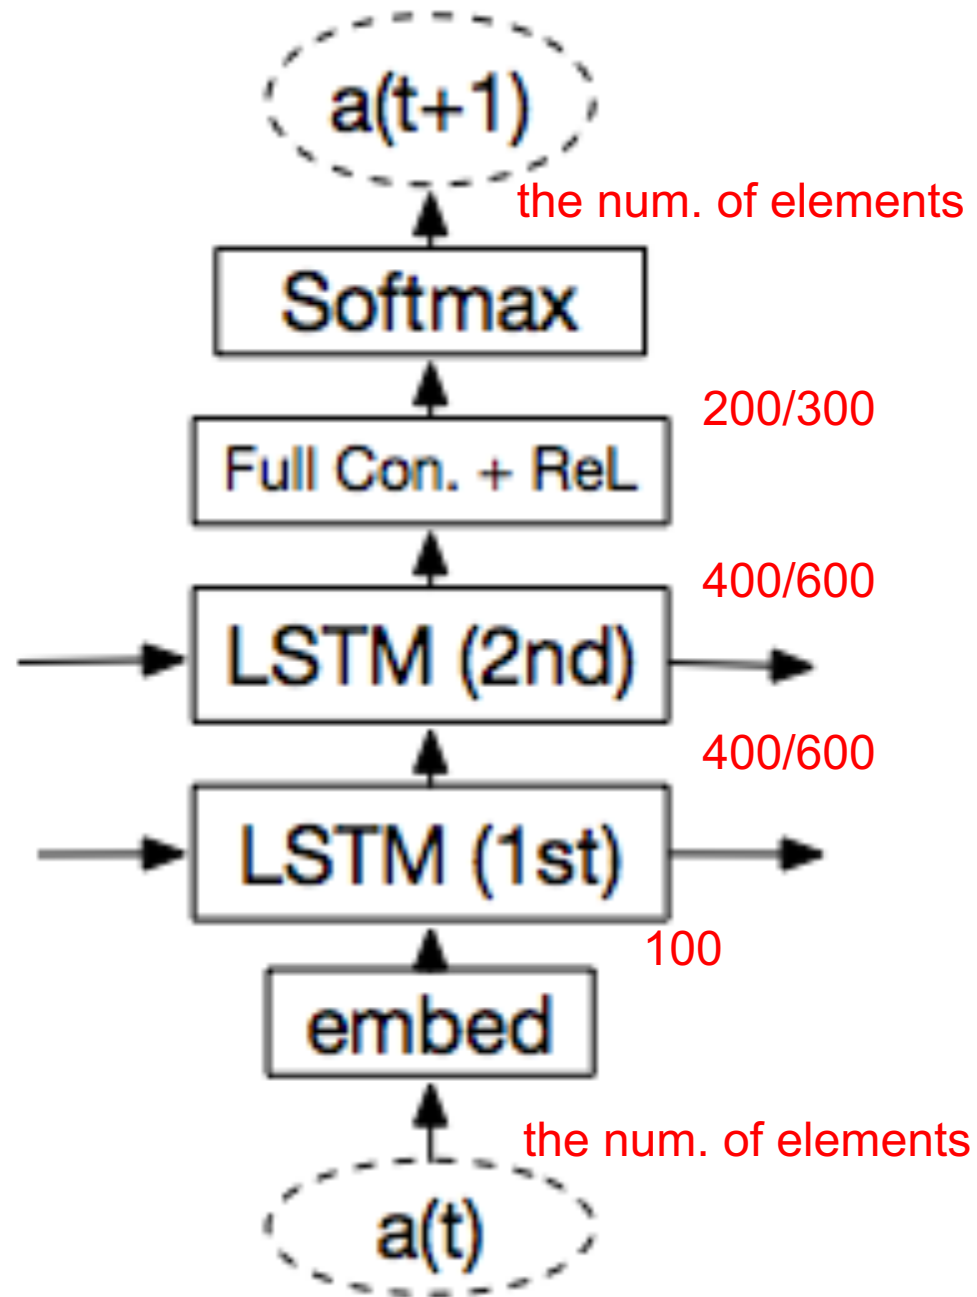 a(t+1)
the num. of elements
Softmax
200/300
Full Con. + ReL
400/600
LSTM (2nd)
400/600
LSTM (1st)
100
embed
the num. of elements
a(t)